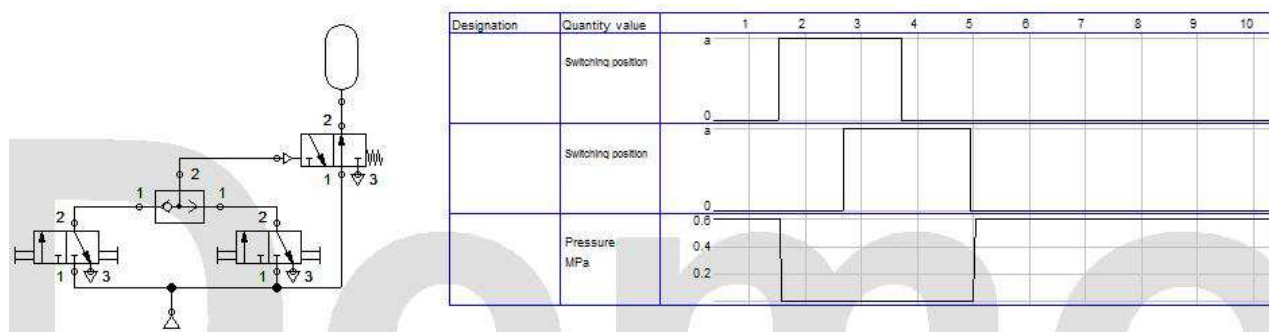 Designation Quantity value 1 2 3 4 5 6 7 8 9 10
a
Switching position
0
a
Switching position
0
0.6
Pressure
MPa
0.4
0.2
2
1 3
2
1 1
2 2
1 3 1 3
Demo